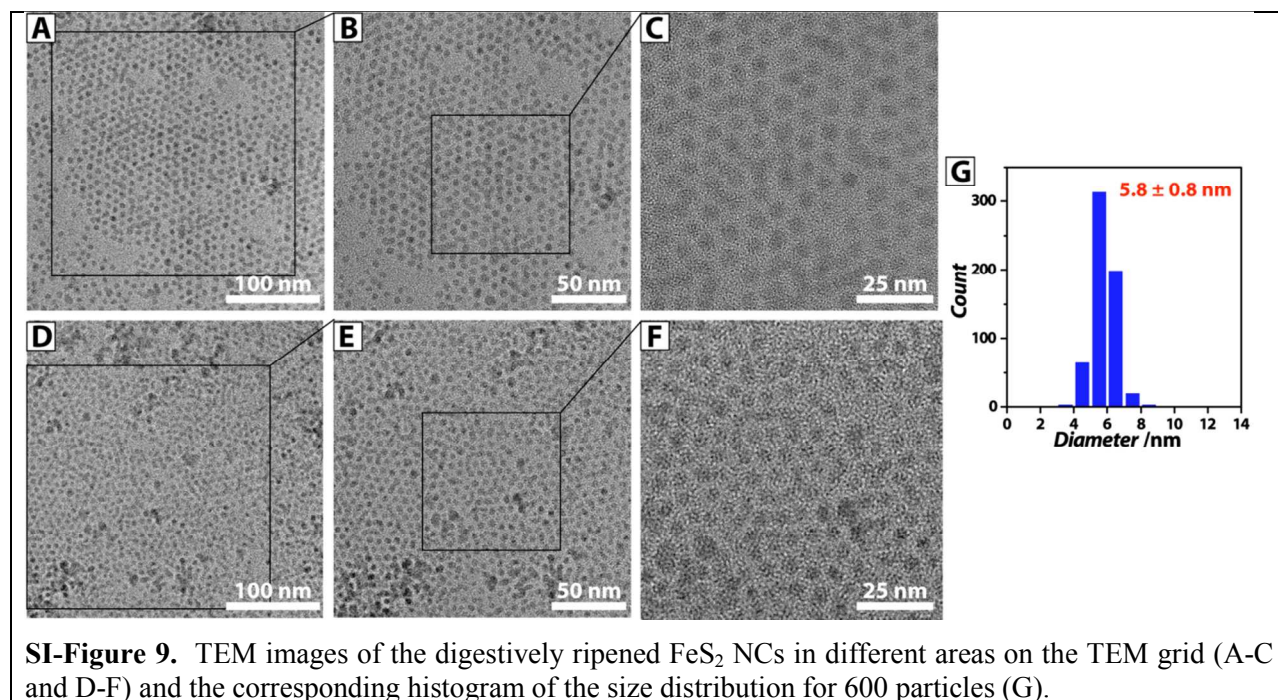 A
B
C
100 nm
50 nm
25 nm
D
E
F
100 nm
50 nm
25 nm
G
5.8 ± 0.8 nm
300
200
100
0
Count
0 2 4 6 8 10 12 14
Diameter /nm
SI-Figure 9. TEM images of the digestively ripened FeS₂ NCs in different areas on the TEM grid (A-C
and D-F) and the corresponding histogram of the size distribution for 600 particles (G).